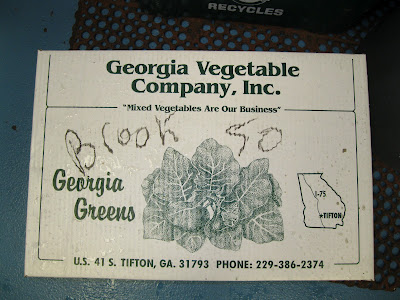 RECYCLES
Georgia Vegetable
Company, Inc.
"Mixed Vegetables Are Our Business"
Brook 50
Georgia
Greens
I-75
★TIFTON
U.S. 41 S. TIFTON, GA. 31793 PHONE: 229-386-2374